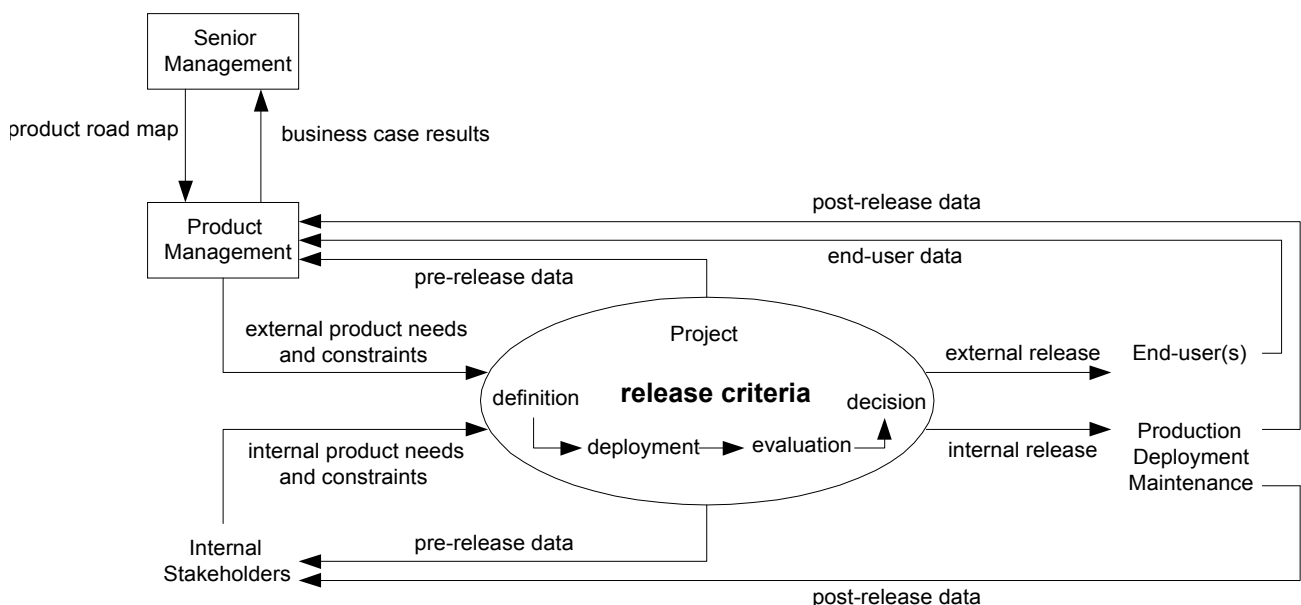 Senior
Management
product road map
business case results
post-release data
Product
Management
end-user data
pre-release data
external product needs
and constraints
Project
external release
End-user(s)
definition
release criteria
decision
deployment
evaluation
internal product needs
and constraints
internal release
Production
Deployment
Maintenance
pre-release data
Internal
Stakeholders
post-release data